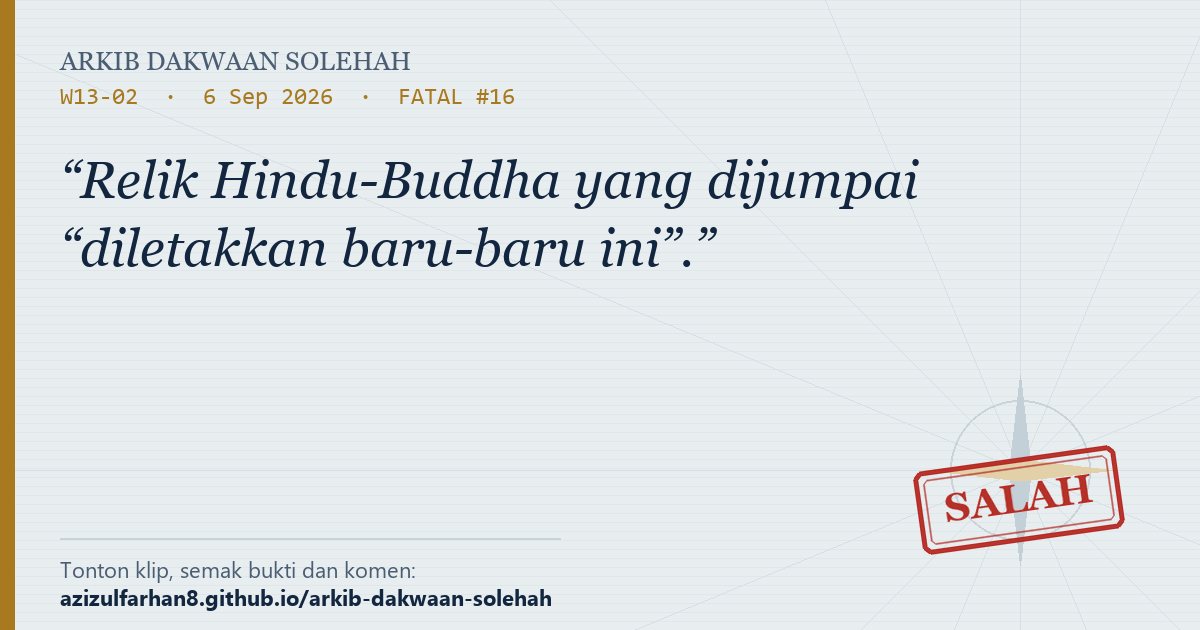 ARKIB DAKWAAN SOLEHAH
W13-02 · 6 Sep 2026 · FATAL #16
“Relik Hindu-Buddha yang dijumpai
“diletakkan baru-baru ini”.”
SALAH
Tonton klip, semak bukti dan komen:
azizulfarhan8.github.io/arkib-dakwaan-solehah